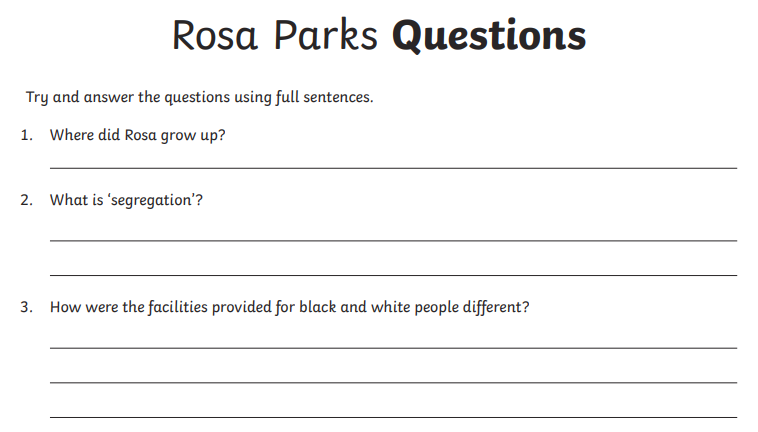 Rosa Parks Questions
Try and answer the questions using full sentences.
1. Where did Rosa grow up?
2. What is ‘segregation’?
3. How were the facilities provided for black and white people different?